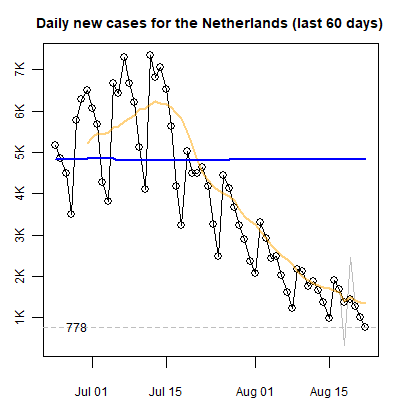 Daily new cases for the Netherlands (last 60 days)
7K
6K
5K
4K
3K
2K
1K
778
Jul 01 Jul 15 Aug 01 Aug 15